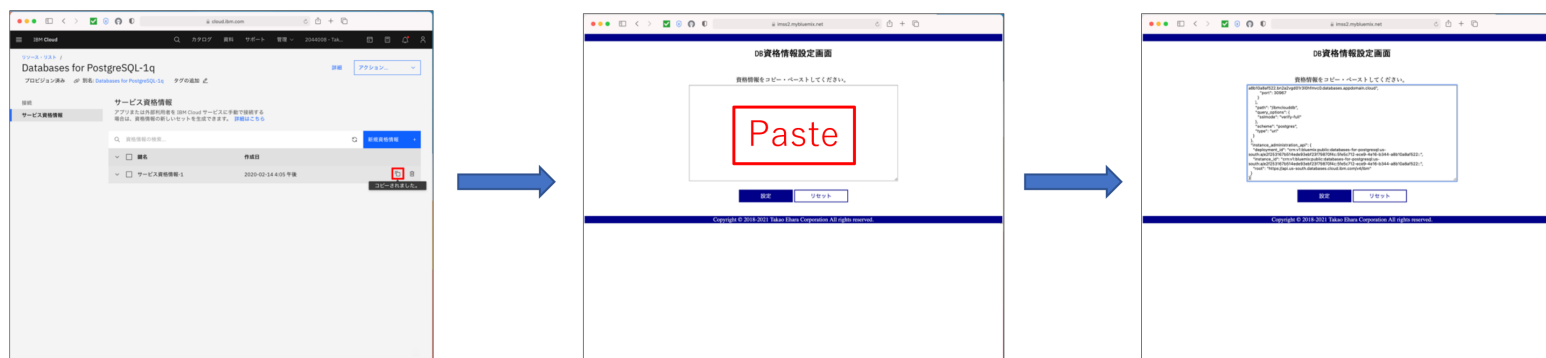 cloud.ibm.com
IBM Cloud
カタログ 資料 サポート 管理 2044008 - Tak...
リソース・リスト /
Databases for PostgreSQL-1q
詳細
アクション...
プロビジョン済み 別名: Databases for PostgreSQL-1q タグの追加
接続
サービス資格情報
サービス資格情報
アプリまたは外部利用者を IBM Cloud サービスに手動で接続する
場合は、資格情報の新しいセットを生成できます。 詳細はこちら
資格情報の検索...
新規資格情報
鍵名 作成日
サービス資格情報-1 2020-02-14 4:05 午後
コピーされました。
imss2.mybluemix.net
DB資格情報設定画面
資格情報をコピー・ペーストしてください。
Paste
設定 リセット
Copyright © 2018-2021 Takao Ehara Corporation All rights reserved.
imss2.mybluemix.net
DB資格情報設定画面
資格情報をコピー・ペーストしてください。
"port": 30867
}
],
"path": "/ibmclouddb",
"query_options": {
"sslmode": "verify-full"
},
"scheme": "postgres",
"type": "uri"
}
},
"instance_administration_api": {
"root": "https://api.us-south.databases.cloud.ibm.com/v4/ibm"
}
}
設定 リセット
Copyright © 2018-2021 Takao Ehara Corporation All rights reserved.